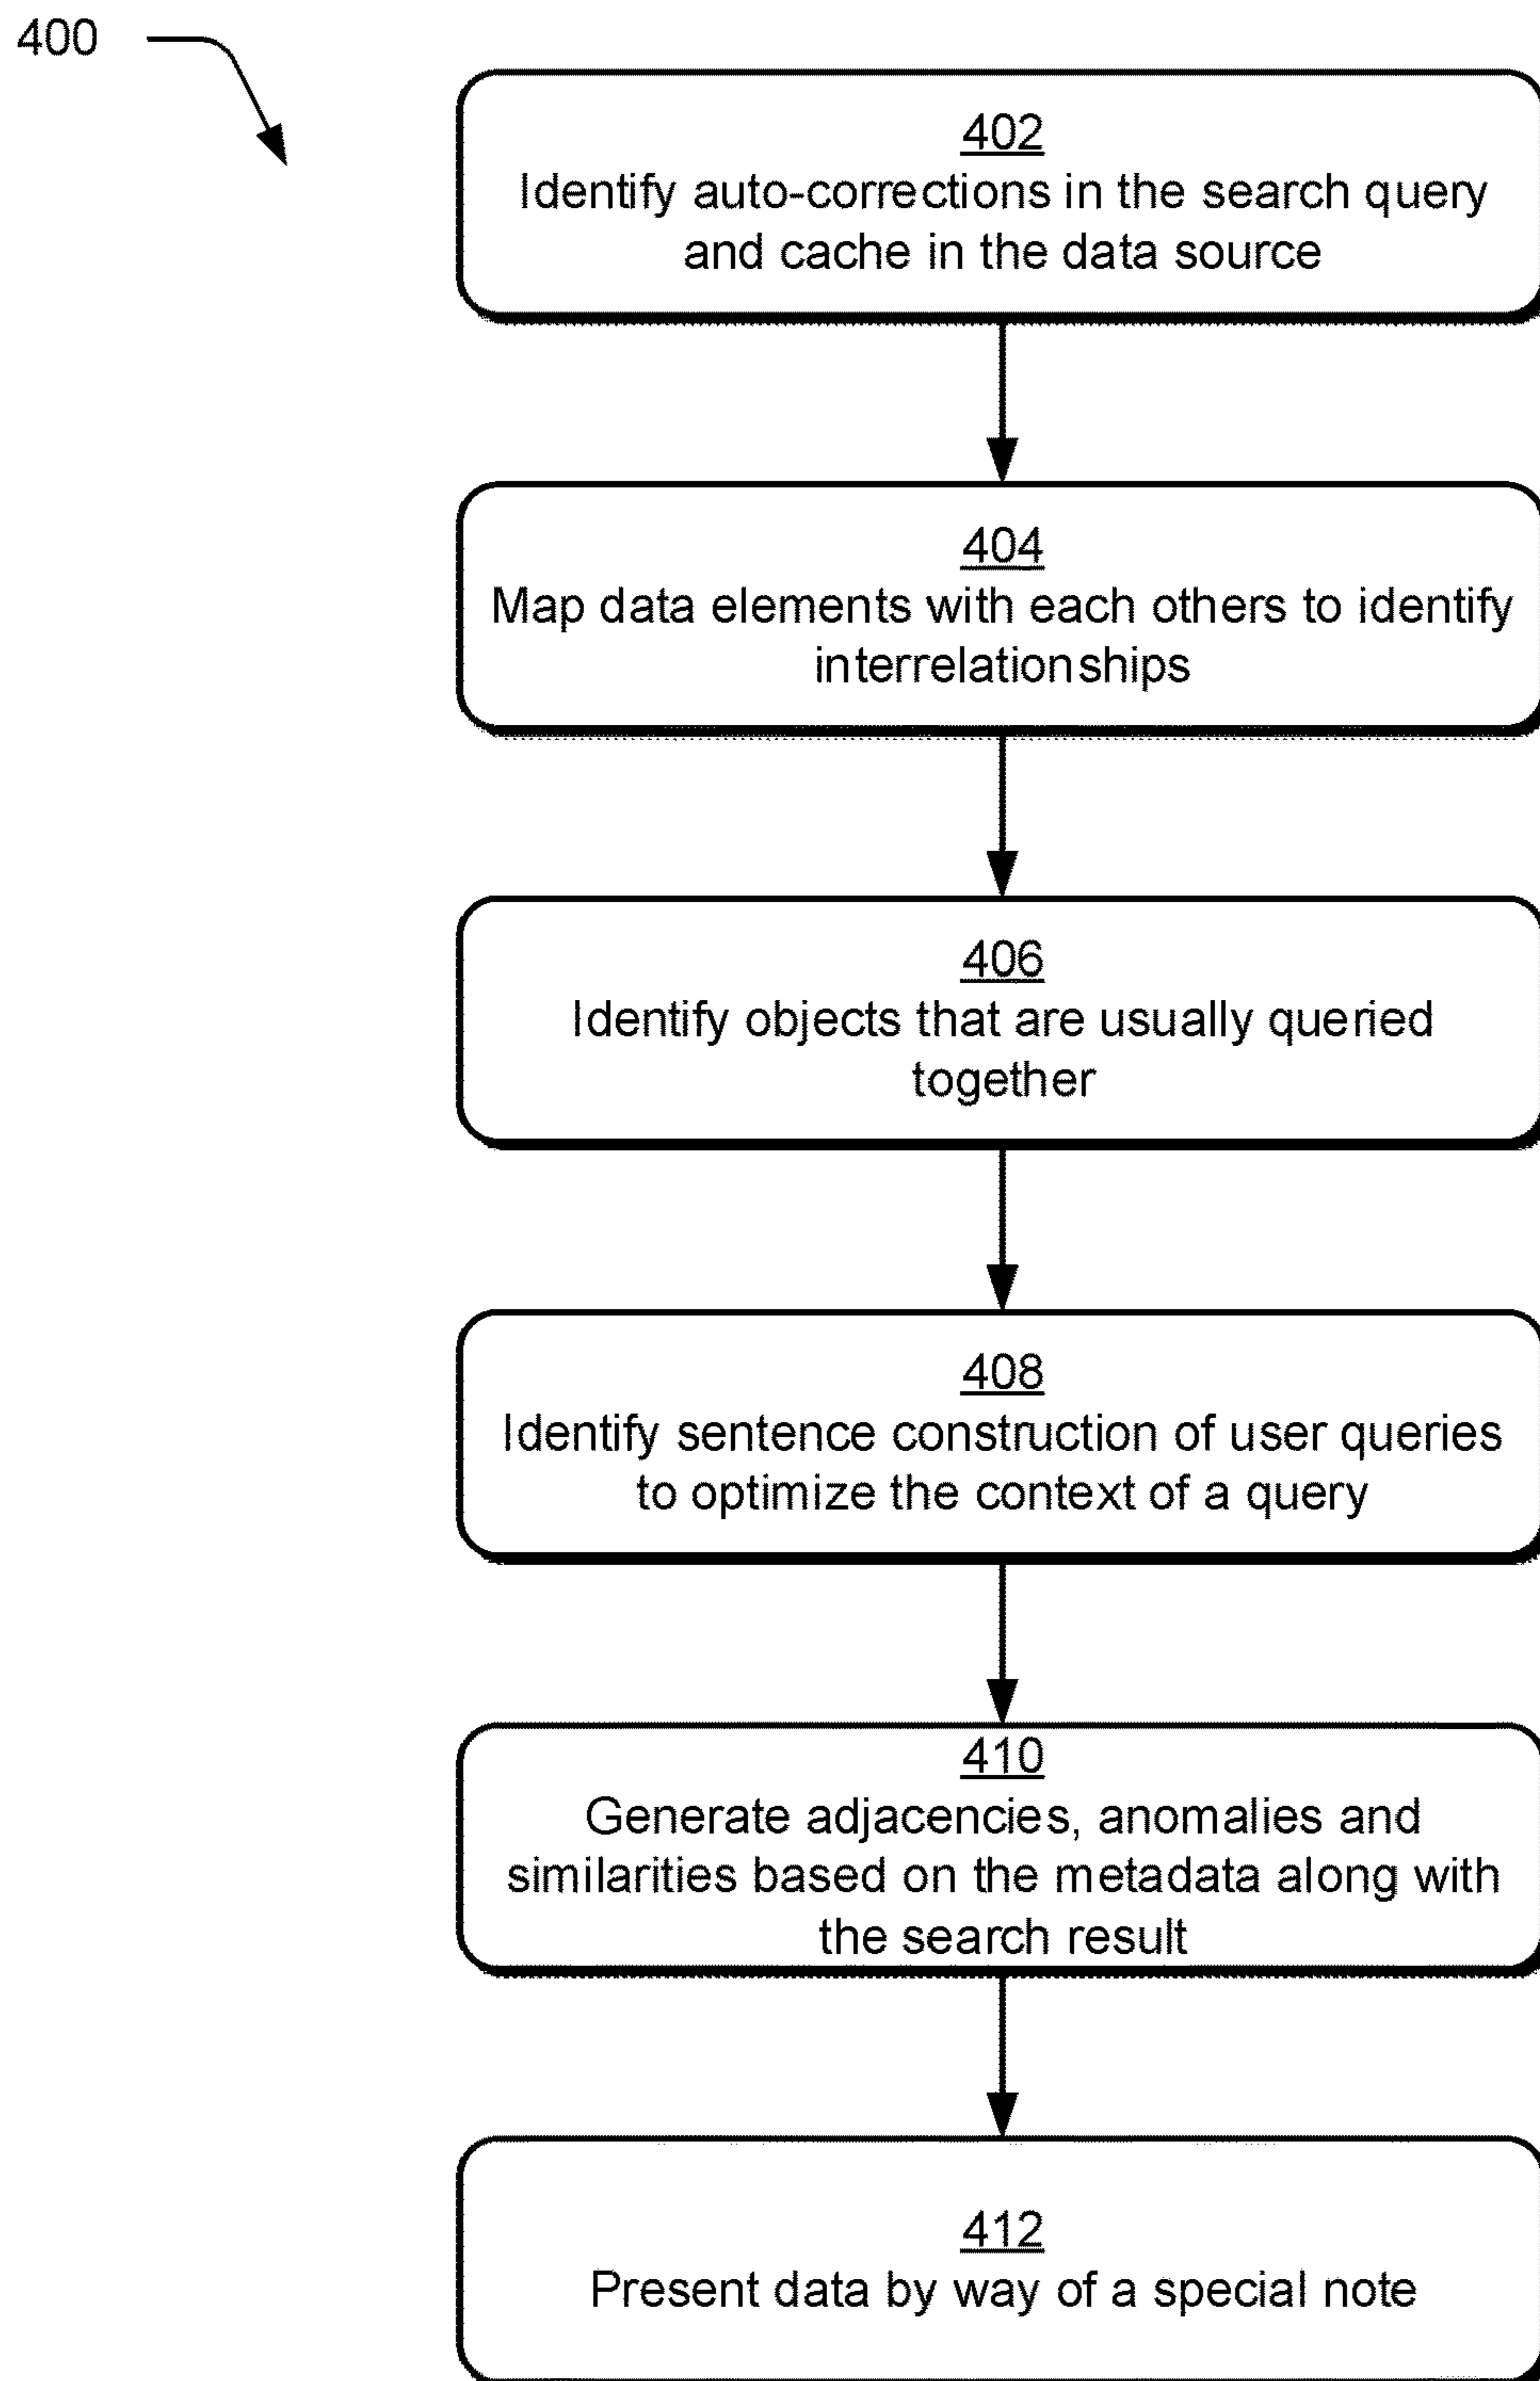 400
402
Identify auto-corrections in the search query
and cache in the data source
404
Map data elements with each others to identify
interrelationships
406
Identify objects that are usually queried
together
408
Identify sentence construction of user queries
to optimize the context of a query
410
Generate adjacencies, anomalies and
similarities based on the metadata along with
the search result
412
Present data by way of a special note